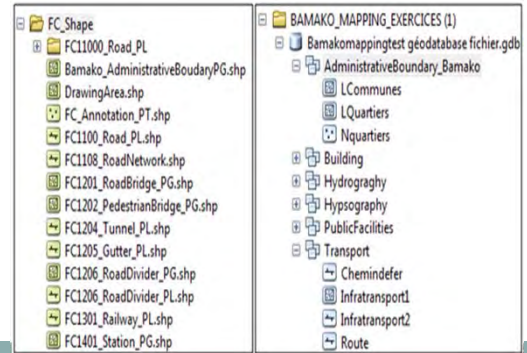 FC_Shape
FC11000_Road_PL
Bamako_AdministrativeBoudaryPG.shp
DrawingArea.shp
FC_Annotation_PT.shp
FC1100_Road_PL.shp
FC1108_RoadNetwork.shp
FC1201_RoadBridge_PG.shp
FC1202_PedestrianBridge_PG.shp
FC1204_Tunnel_PL.shp
FC1205_Gutter_PL.shp
FC1206_RoadDivider_PG.shp
FC1206_RoadDivider_PL.shp
FC1301_Railway_PL.shp
FC1401_Station_PG.shp
BAMAKO_MAPPING_EXERCICES (1)
Bamakomappingtest géodatabase fichier.gdb
AdministrativeBoundary_Bamako
LCommunes
LQuartiers
Nquartiers
Building
Hydrograghy
Hypsography
PublicFacilities
Transport
Chemindefer
Infratransport1
Infratransport2
Route